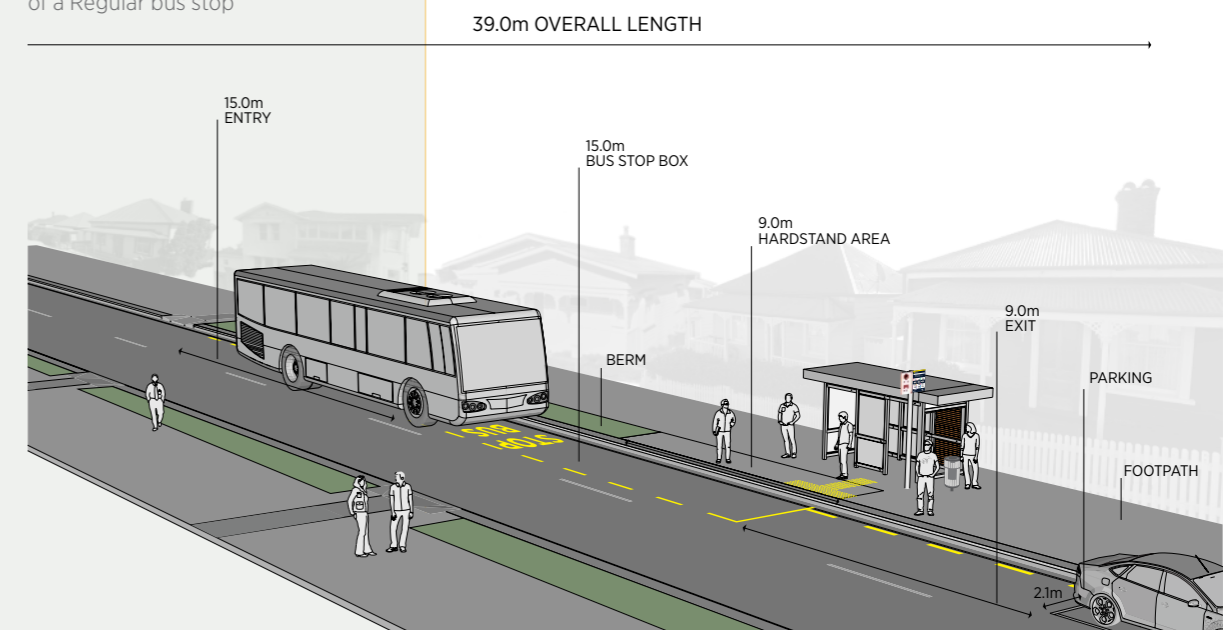 of a Regular bus stop
39.0m OVERALL LENGTH
15.0m
ENTRY
15.0m
BUS STOP BOX
9.0m
HARDSTAND AREA
9.0m
EXIT
BERM
PARKING
FOOTPATH
BUS
STOP
2.1m